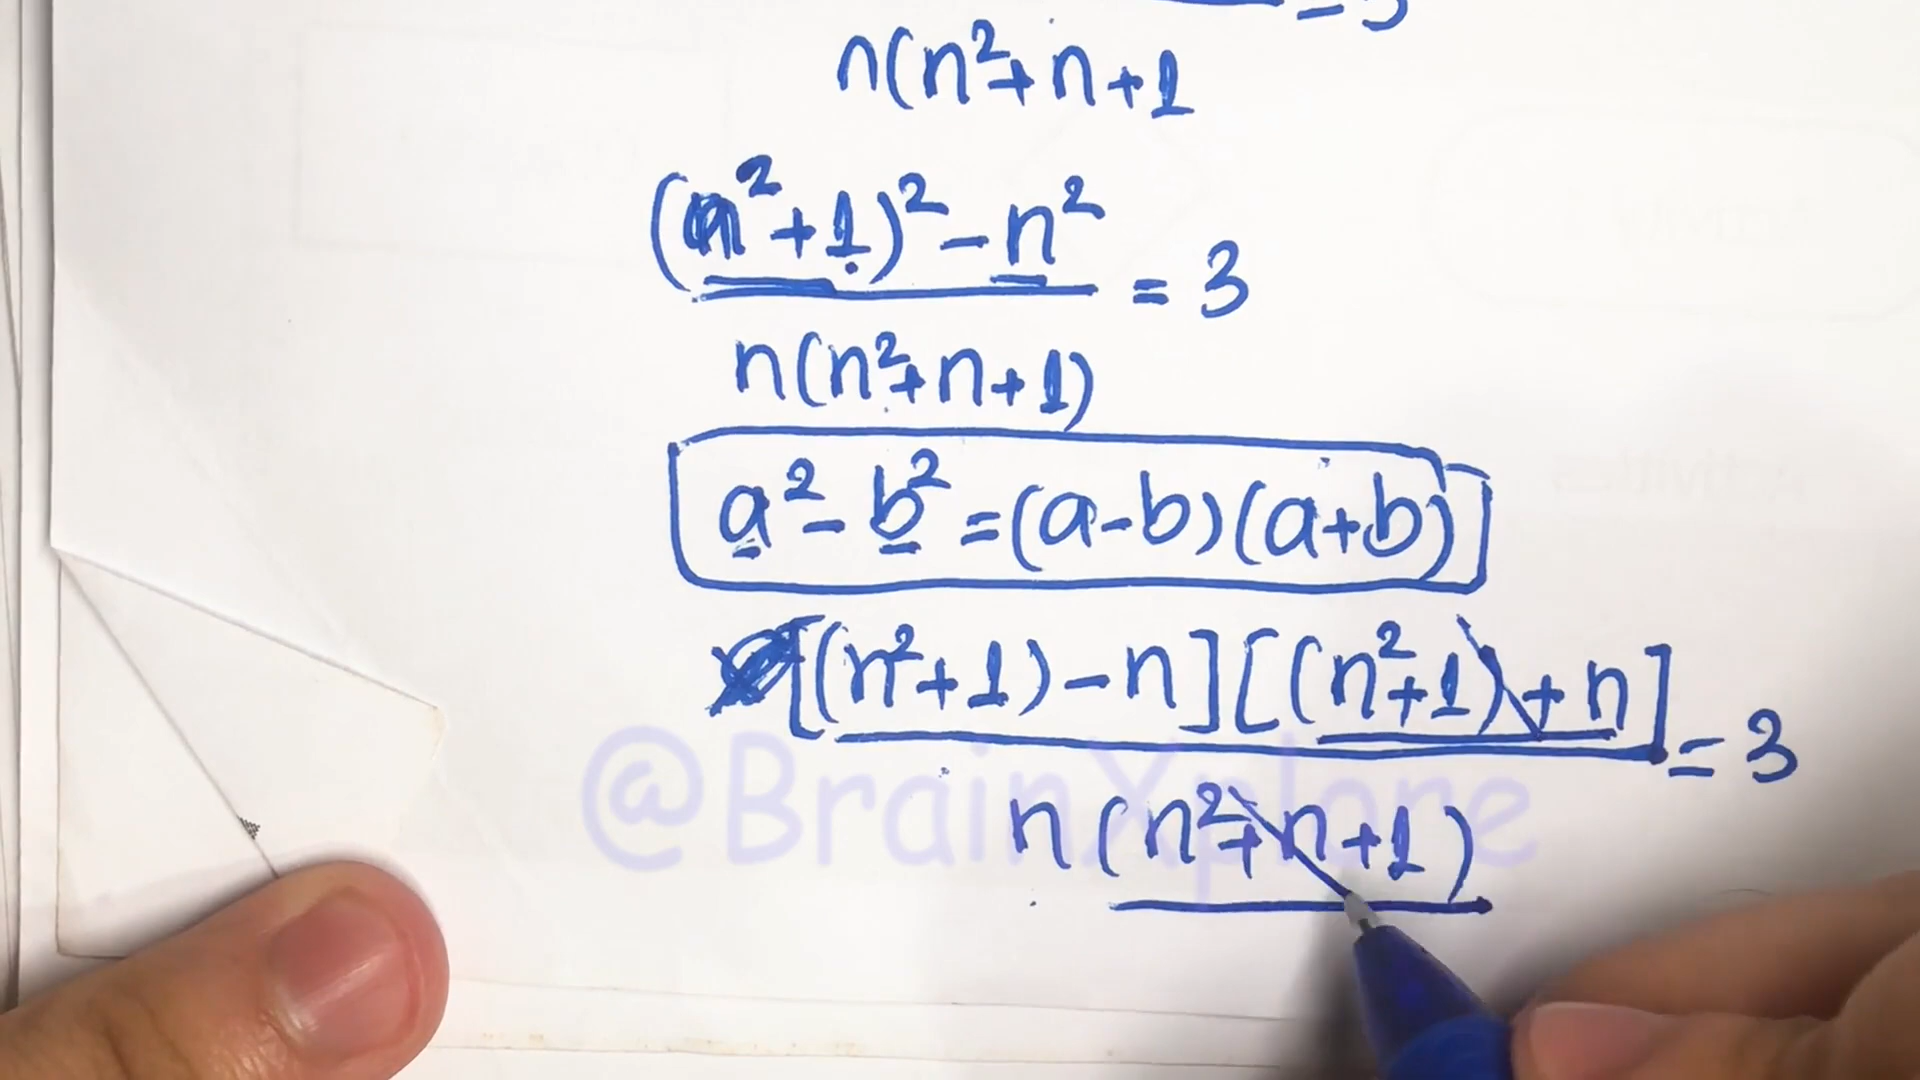 = 3
n(n²+n+1
(n²+1)²-n²
= 3
n(n²+n+1)
a²-b²=(a-b)(a+b)
[(n²+1)-n][(n²+1)+n]
= 3
@BrainXplore
n(n²+n+1)